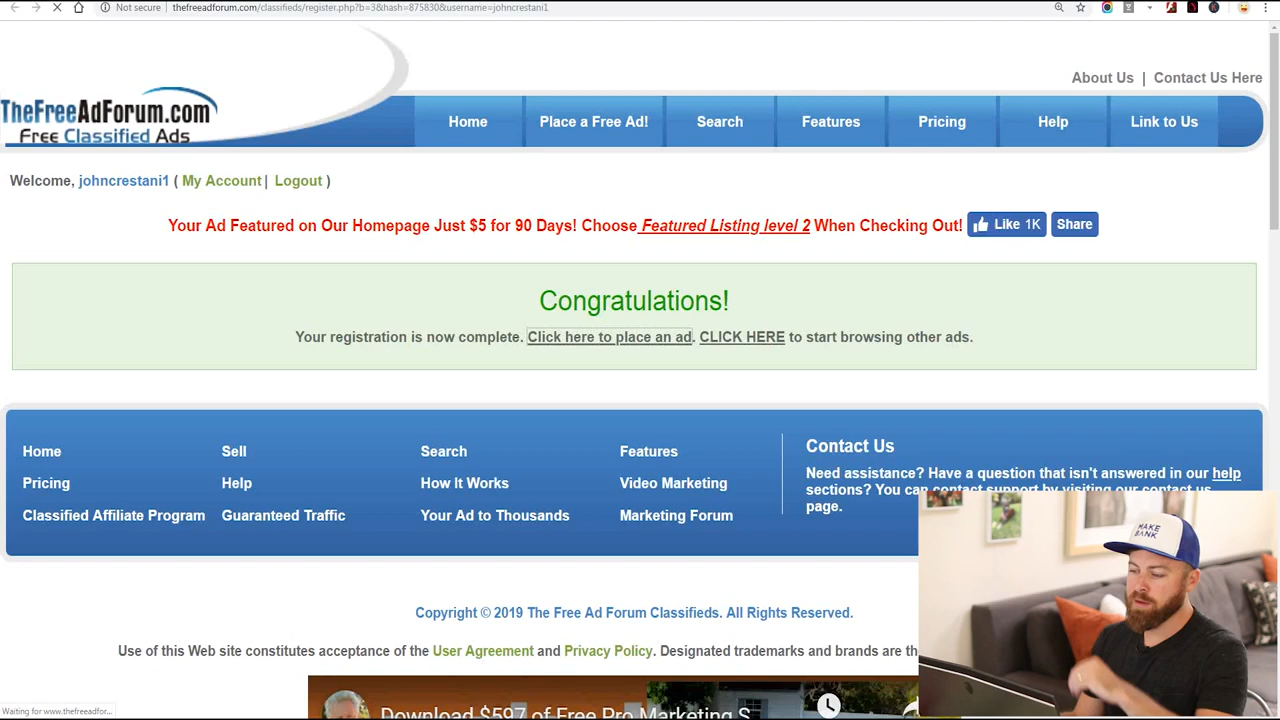 Not secure | thefreeadforum.com/classifieds/register.php?b=3&hash=875830&username=johncrestani1
About Us | Contact Us Here
TheFreeAdForum.com
Free Classified Ads
Home Place a Free Ad! Search Features Pricing Help Link to Us
Welcome, johncrestani1 ( My Account | Logout )
Your Ad Featured on Our Homepage Just $5 for 90 Days! Choose Featured Listing level 2 When Checking Out! Like 1K Share
Congratulations!
Your registration is now complete. Click here to place an ad. CLICK HERE to start browsing other ads.
Home Sell Search Features
Pricing Help How It Works Video Marketing
Classified Affiliate Program Guaranteed Traffic Your Ad to Thousands Marketing Forum
Contact Us
Need assistance? Have a question that isn't answered in our help
sections? You can contact support by visiting our contact us
page.
MAKE
BANK
Copyright © 2019 The Free Ad Forum Classifieds. All Rights Reserved.
Use of this Web site constitutes acceptance of the User Agreement and Privacy Policy. Designated trademarks and brands are the
Download $597 of Free Pro Marketing S
Waiting for www.thefreeadfor...